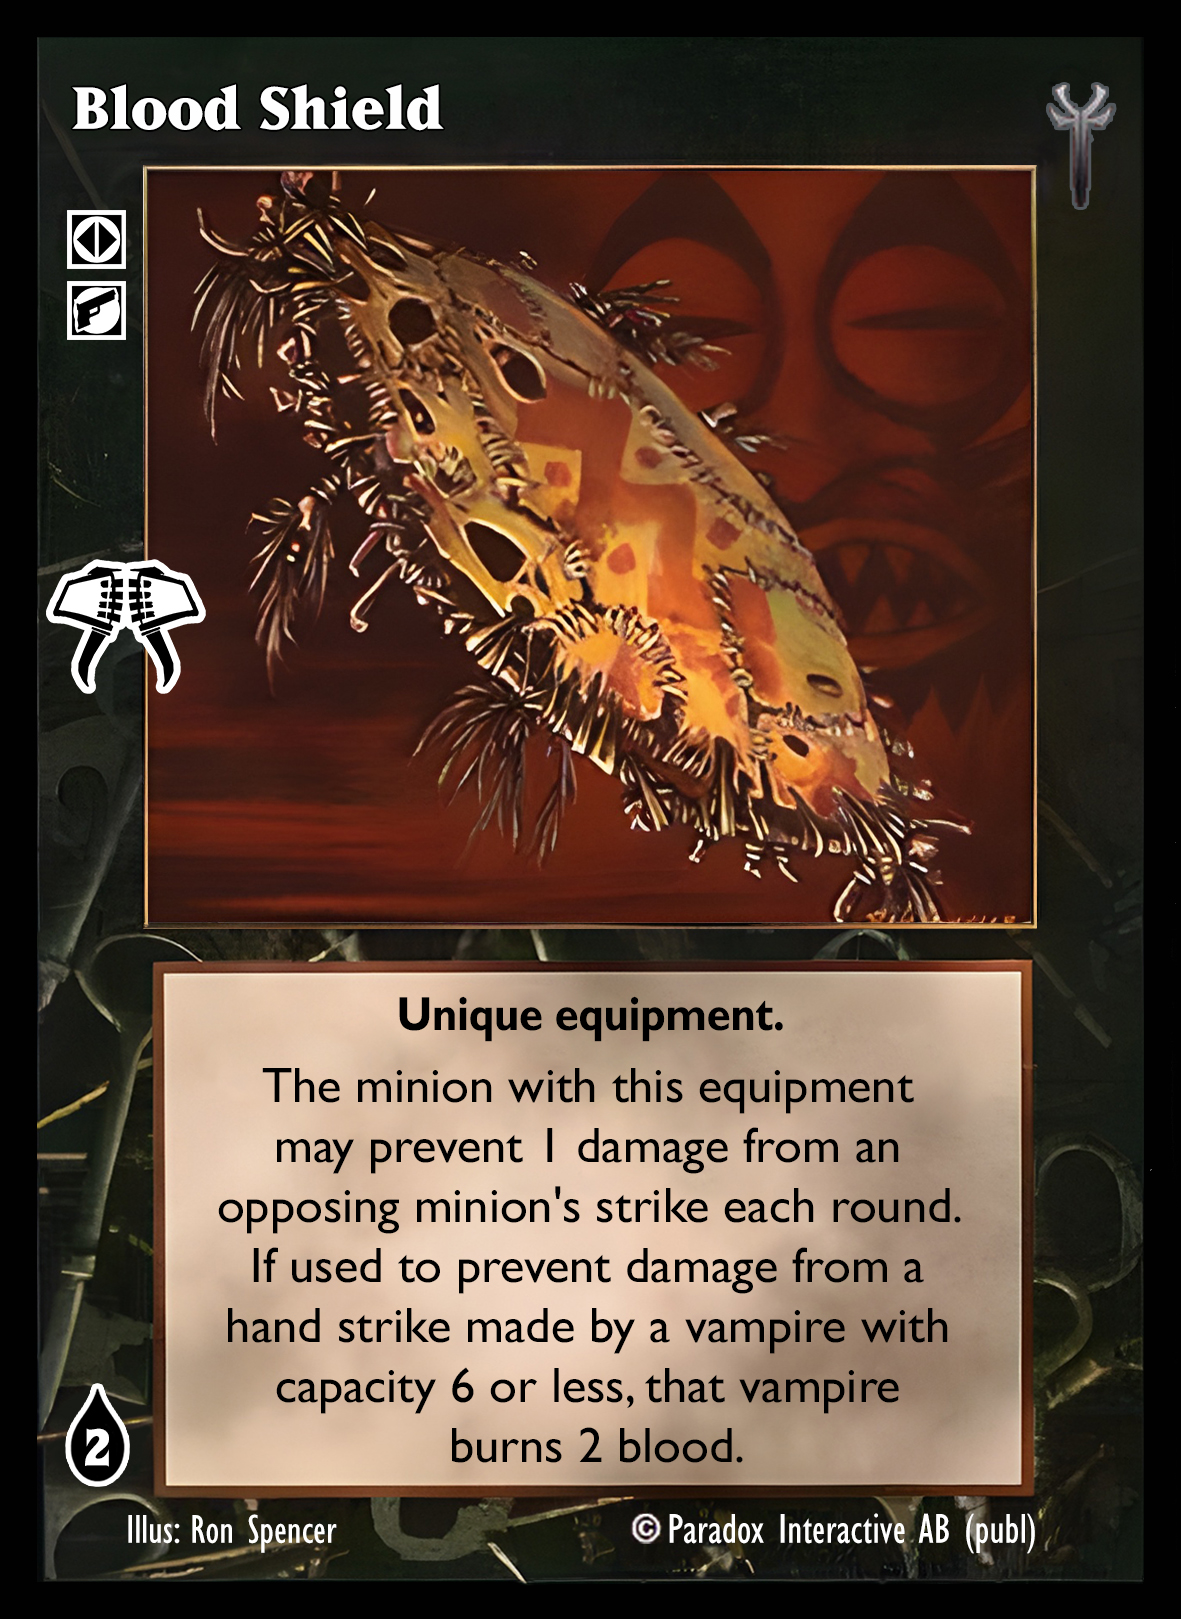 Blood Shield
Unique equipment.
The minion with this equipment
may prevent 1 damage from an
opposing minion's strike each round.
If used to prevent damage from a
hand strike made by a vampire with
capacity 6 or less, that vampire
burns 2 blood.
2
Illus: Ron Spencer
© Paradox Interactive AB (publ)